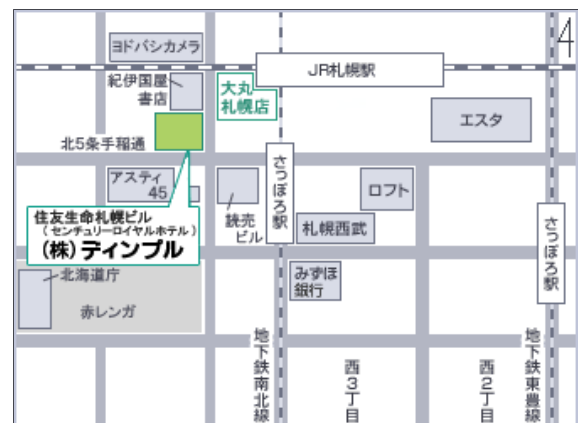 4
ヨドバシカメラ
JR札幌駅
紀伊国屋
書店
大丸
札幌店
エスタ
北5条手稲通
アスティ
45
読売
ビル
さっぽろ駅
ロフト
札幌西武
さっぽろ駅
住友生命札幌ビル
(センチュリーロイヤルホテル)
(株)ティンプル
北海道庁
赤レンガ
みずほ
銀行
地下鉄南北線
西3丁目
西2丁目
地下鉄東豊線